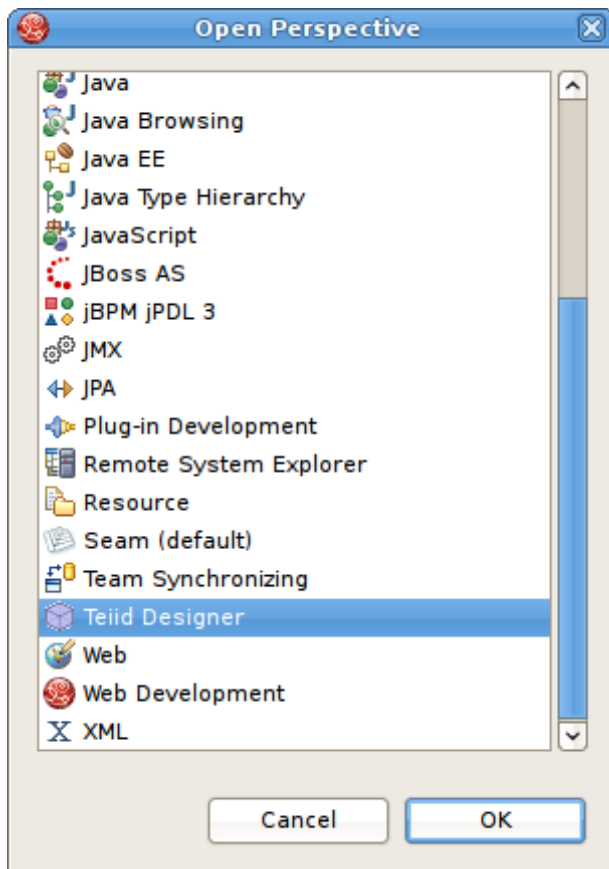 Open Perspective
Java
Java Browsing
Java EE
Java Type Hierarchy
JavaScript
JBoss AS
jBPM jPDL 3
JMX
JPA
Plug-in Development
Remote System Explorer
Resource
Seam (default)
Team Synchronizing
Teiid Designer
Web
Web Development
XML
Cancel OK